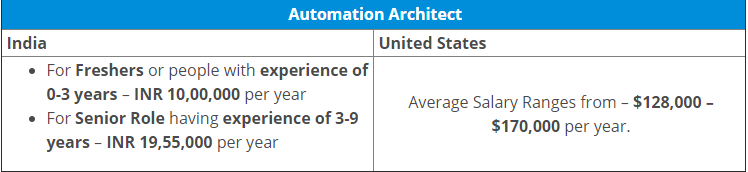 Automation Architect
India
United States
• For Freshers or people with experience of
0-3 years – INR 10,00,000 per year
• For Senior Role having experience of 3-9
years – INR 19,55,000 per year
Average Salary Ranges from – $128,000 –
$170,000 per year.